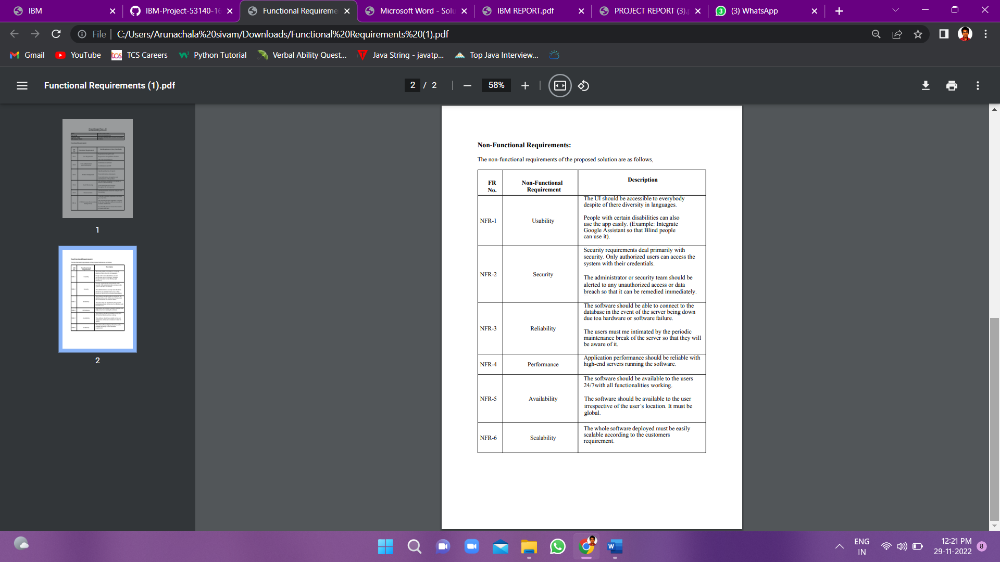 IBM
IBM-Project-53140-16
Functional Requireme
Microsoft Word - Solu
IBM REPORT.pdf
PROJECT REPORT (3).p
3
(3) WhatsApp
File
C:/Users/Arunachala%20sivam/Downloads/Functional%20Requirements%20(1).pdf
Gmail
YouTube
tcs
TCS Careers
Python Tutorial
Verbal Ability Quest...
Java String - javatp...
Top Java Interview...
Functional Requirements (1).pdf
2 / 2
58%
1
2
Non-Functional Requirements:
The non-functional requirements of the proposed solution are as follows,
FR
No.
Non-Functional
Requirement
Description
NFR-1
Usability
The UI should be accessible to everybody
despite of there diversity in languages.
People with certain disabilities can also
use the app easily. (Example: Integrate
Google Assistant so that Blind people
can use it).
NFR-2
Security
Security requirements deal primarily with
security. Only authorized users can access the
system with their credentials.
The administrator or security team should be
alerted to any unauthorized access or data
breach so that it can be remedied immediately.
NFR-3
Reliability
The software should be able to connect to the
database in the event of the server being down
due toa hardware or software failure.
The users must me intimated by the periodic
maintenance break of the server so that they will
be aware of it.
NFR-4
Performance
Application performance should be reliable with
high-end servers running the software.
NFR-5
Availability
The software should be available to the users
24/7with all functionalities working.
The software should be available to the user
irrespective of the user's location. It must be
global.
NFR-6
Scalability
The whole software deployed must be easily
scalable according to the customers
requirement.
ENG
IN
12:21 PM
29-11-2022
8